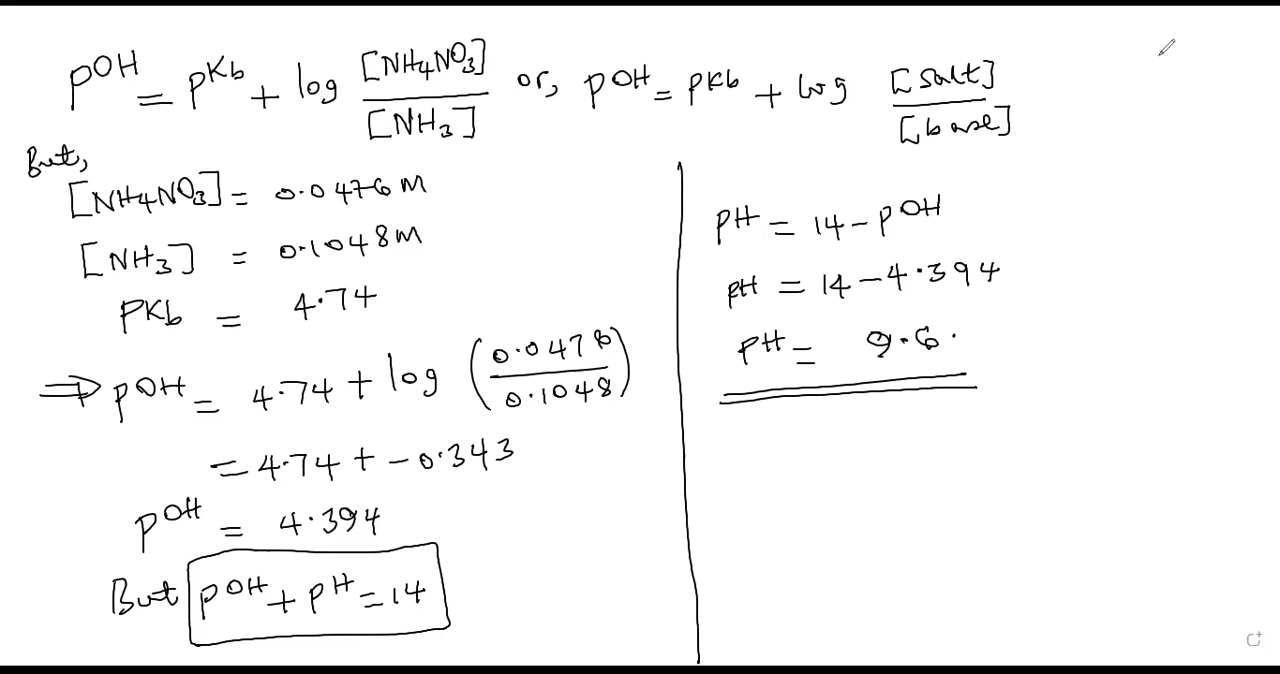 pOH = pKb + log [NH4NO3]/[NH3] or, pOH = pKb + log [salt]/[base]
But,
[NH4NO3] = 0.0476M
[NH3] = 0.1048M
PKb = 4.74
⇒ pOH = 4.74 + log (0.0476/0.1048)
= 4.74 + -0.343
pOH = 4.394
But pOH + pH = 14
pH = 14 - pOH
pH = 14 - 4.394
pH = 9.6.